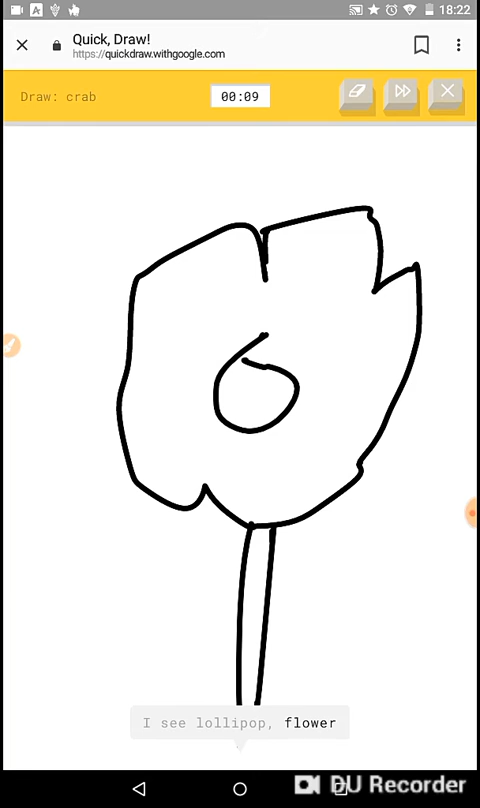 18:22
Quick, Draw!
https://quickdraw.withgoogle.com
Draw: crab
00:09
I see lollipop, flower
DU Recorder